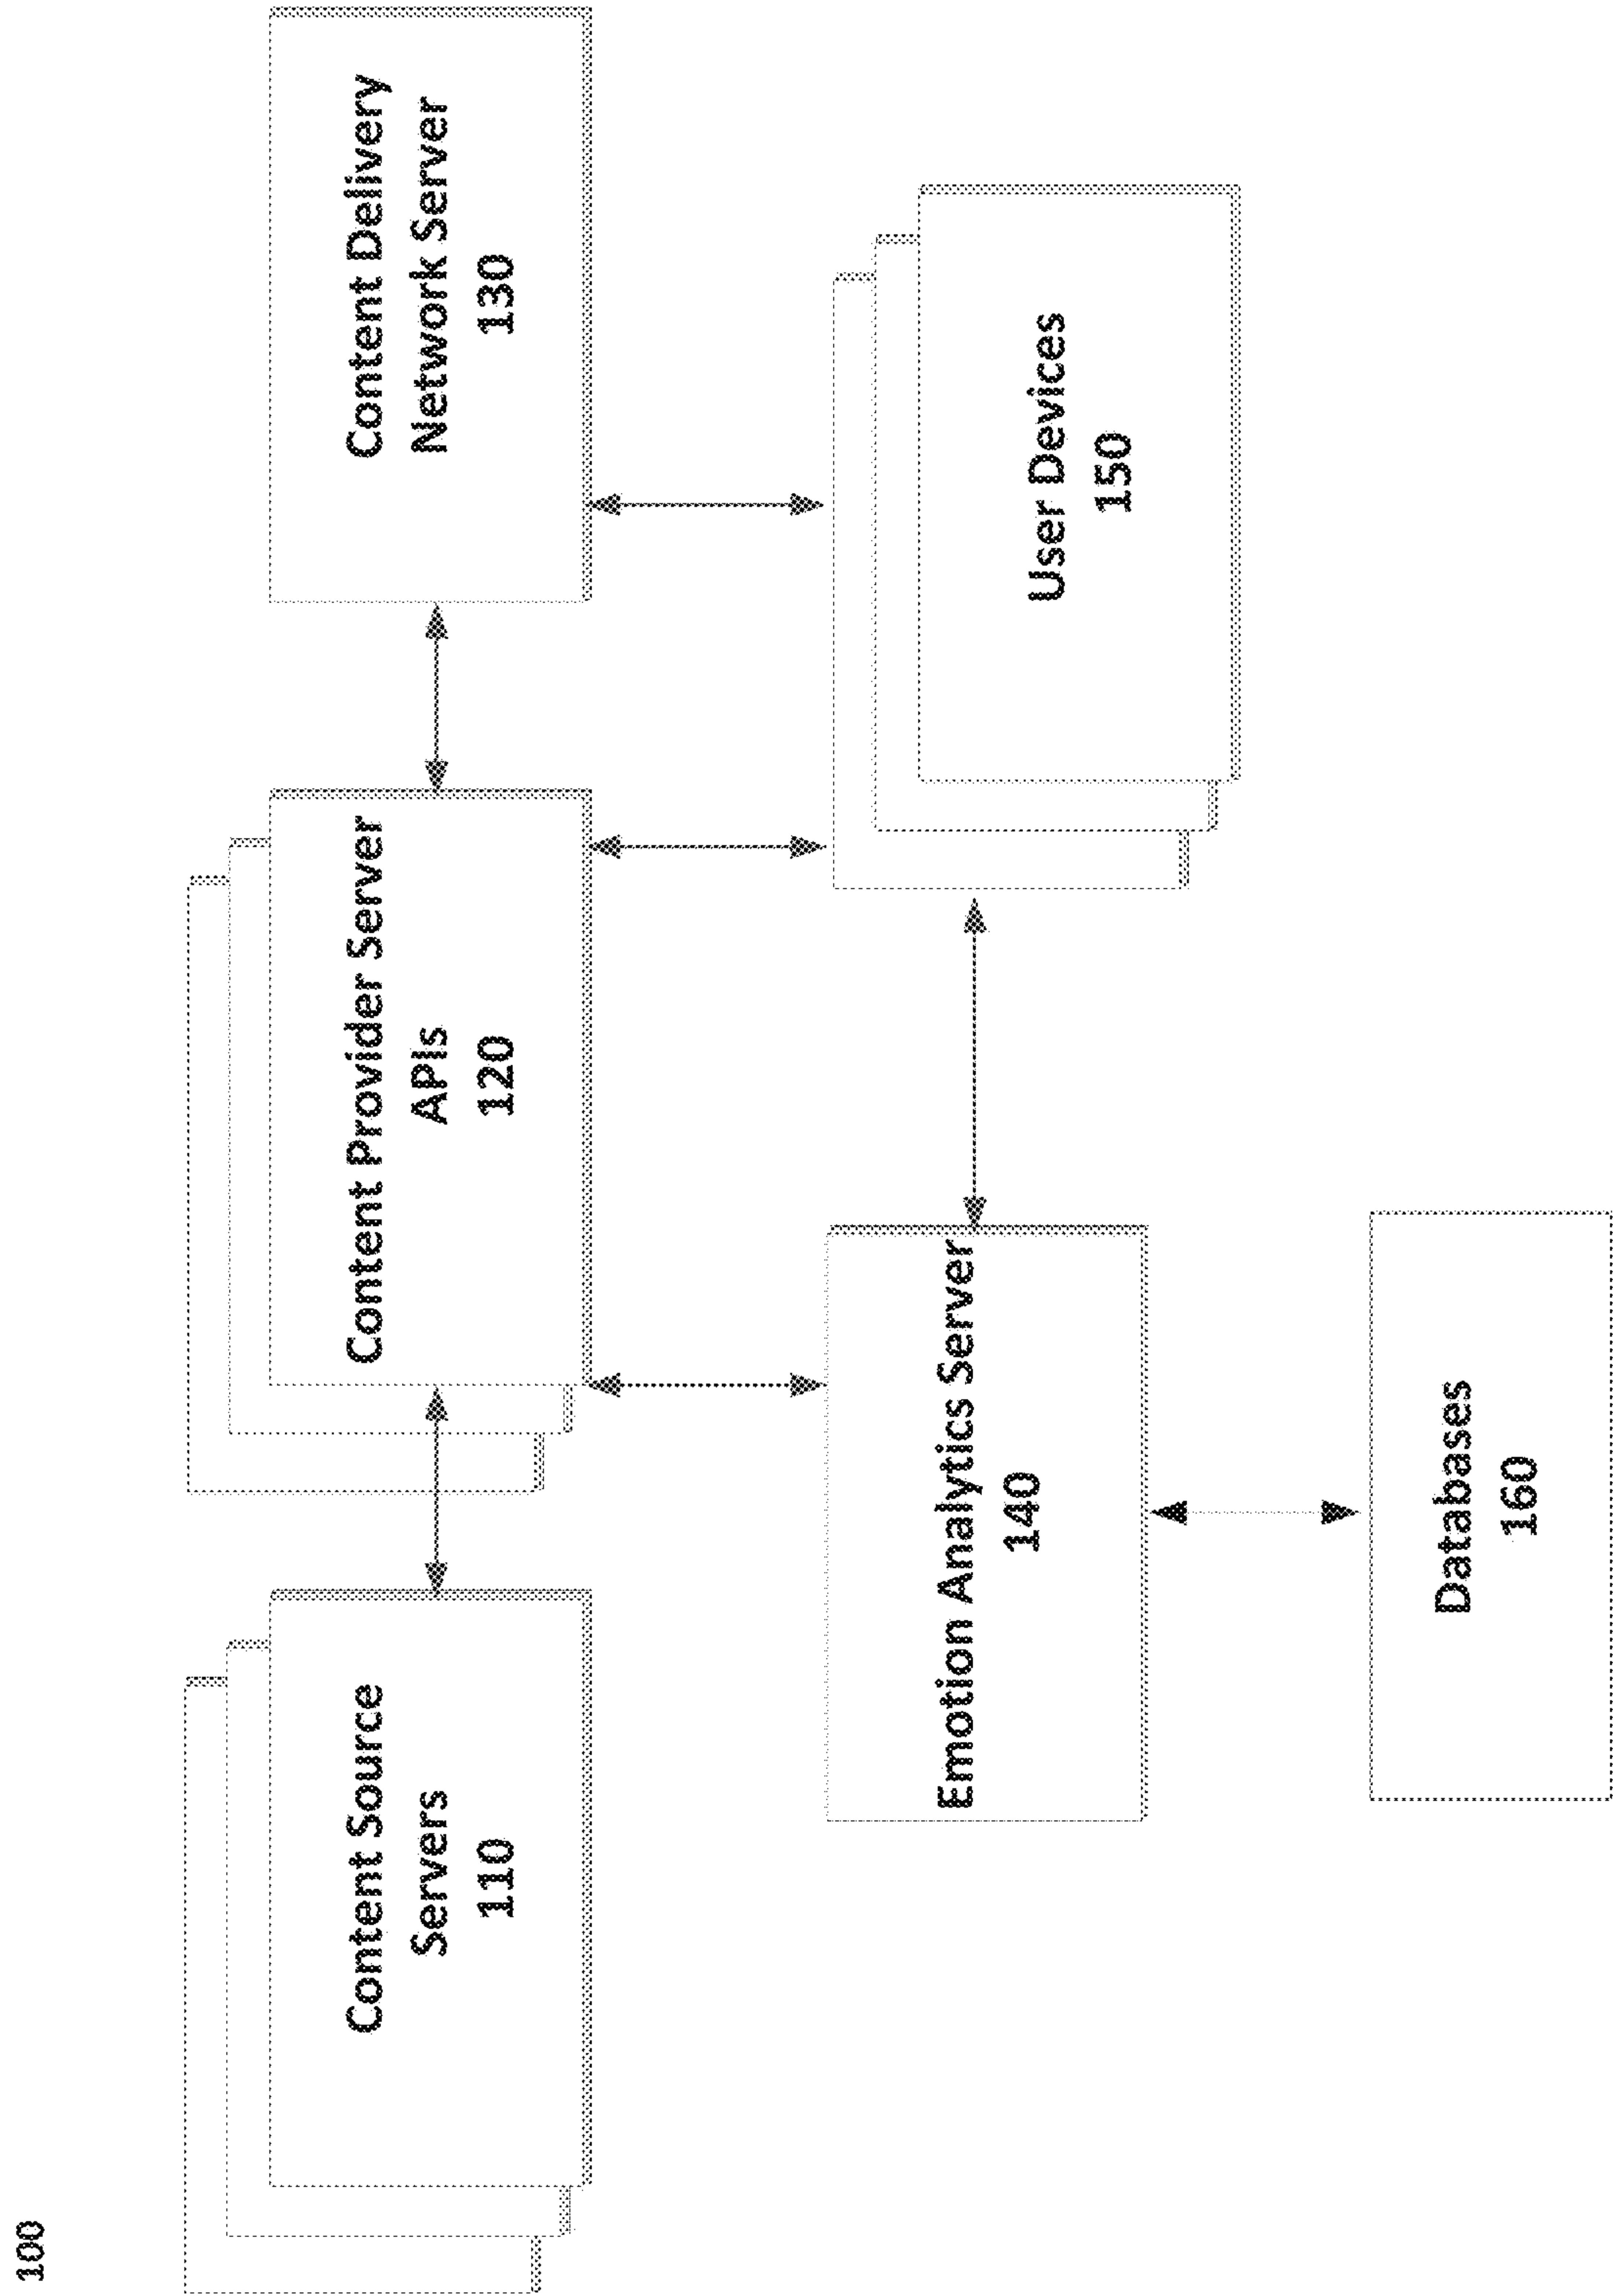 100
Content Source
Servers
110
Content Provider Server
APIs
120
Content Delivery
Network Server
130
Emotion Analytics Server
140
User Devices
150
Databases
160